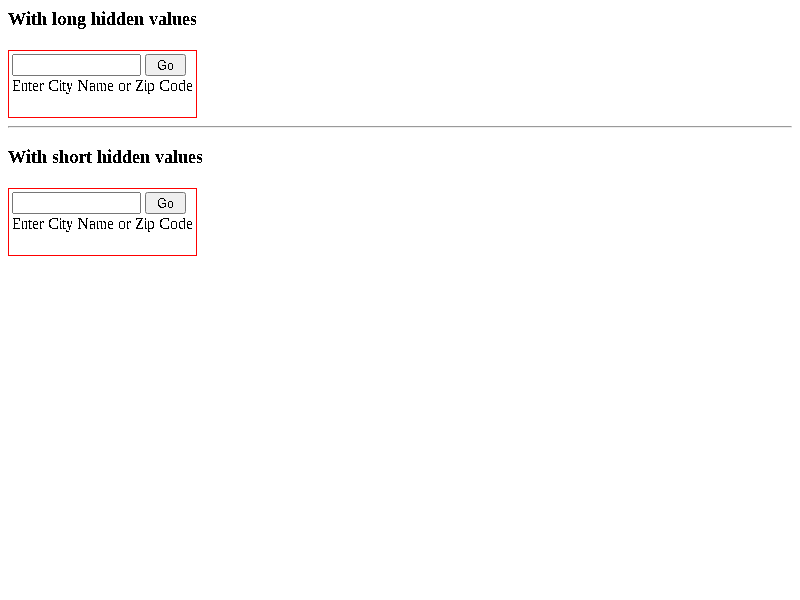 With long hidden values
Go
Enter City Name or Zip Code
With short hidden values
Go
Enter City Name or Zip Code